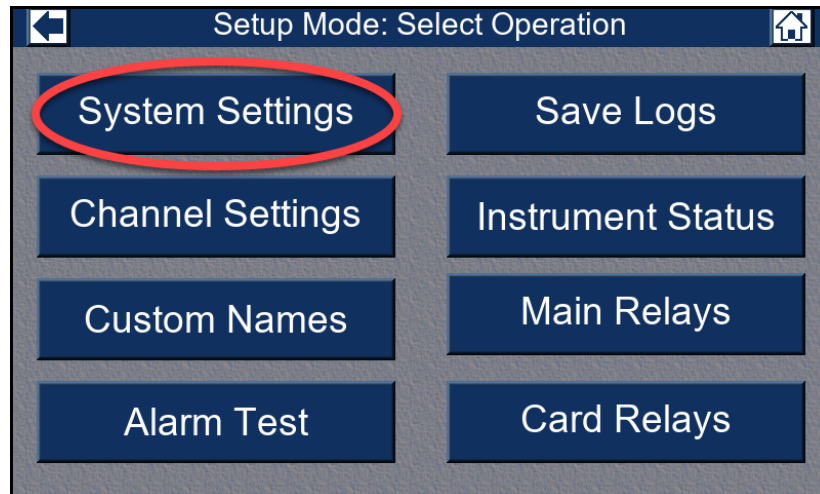 Setup Mode: Select Operation
System Settings
Save Logs
Channel Settings
Instrument Status
Custom Names
Main Relays
Alarm Test
Card Relays